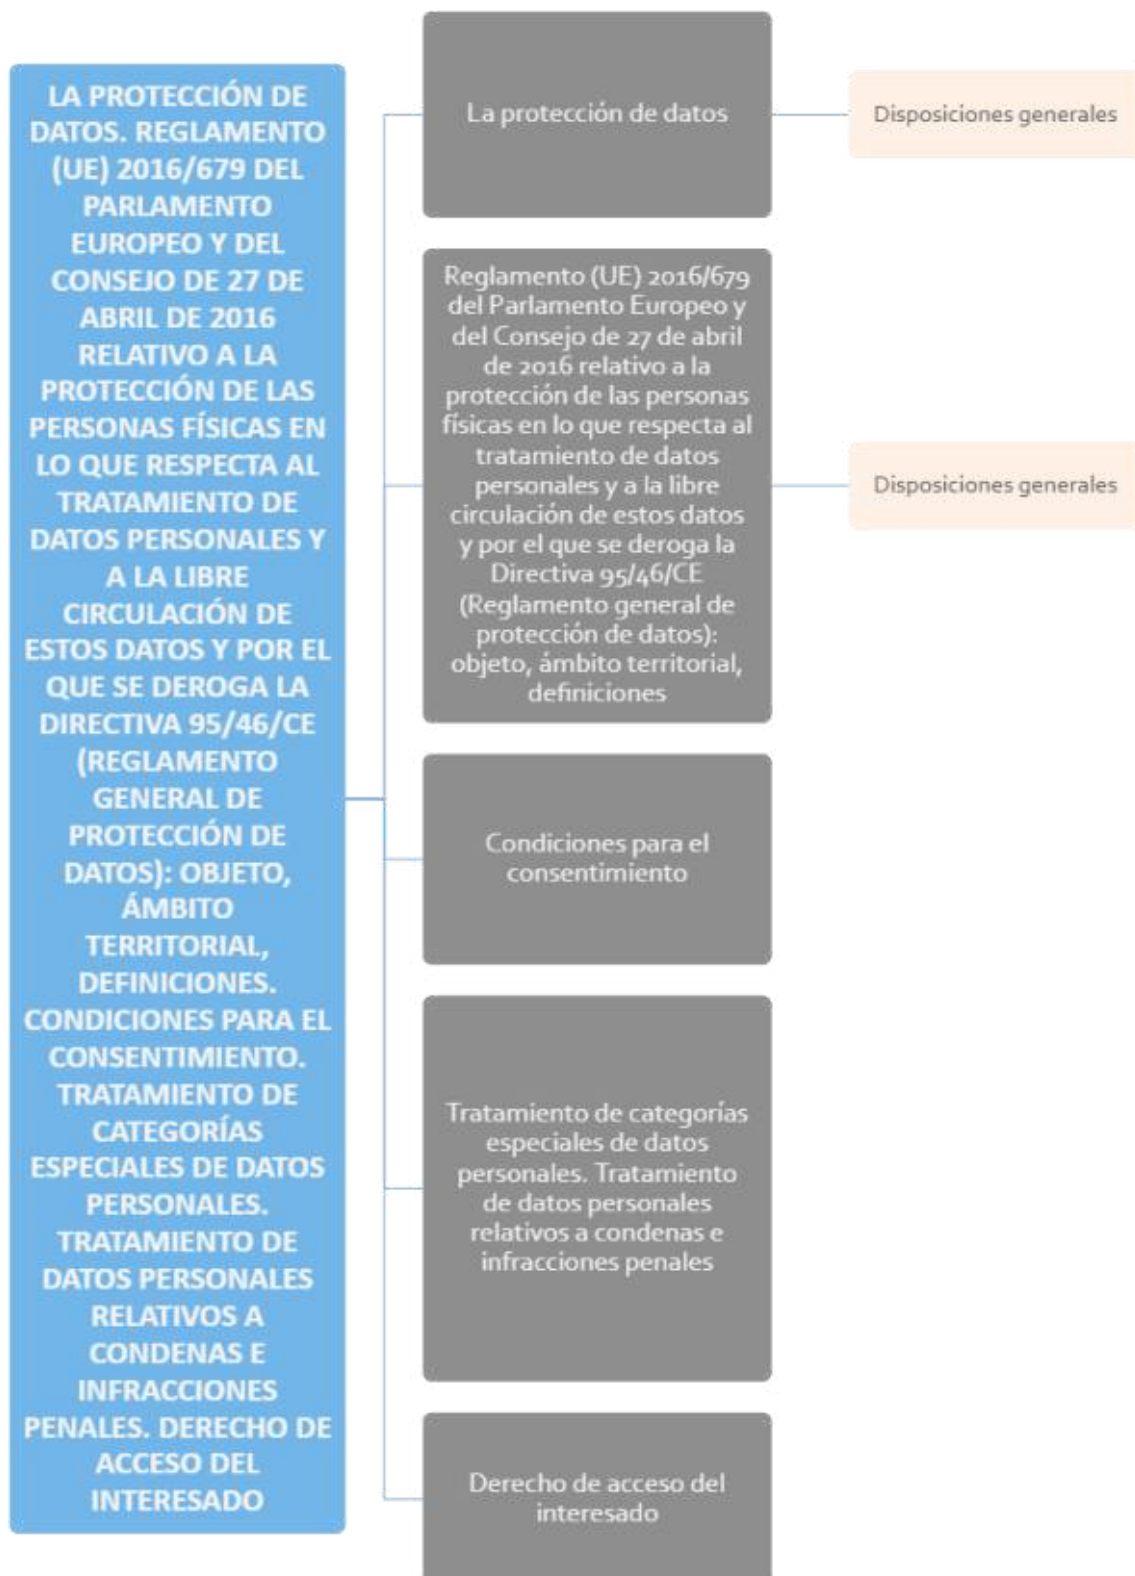 LA PROTECCIÓN DE
DATOS. REGLAMENTO
(UE) 2016/679 DEL
PARLAMENTO
EUROPEO Y DEL
CONSEJO DE 27 DE
ABRIL DE 2016
RELATIVO A LA
PROTECCIÓN DE LAS
PERSONAS FÍSICAS EN
LO QUE RESPECTA AL
TRATAMIENTO DE
DATOS PERSONALES Y
A LA LIBRE
CIRCULACIÓN DE
ESTOS DATOS Y POR EL
QUE SE DEROGA LA
DIRECTIVA 95/46/CE
(REGLAMENTO
GENERAL DE
PROTECCIÓN DE
DATOS): OBJETO,
ÁMBITO
TERRITORIAL,
DEFINICIONES.
CONDICIONES PARA EL
CONSENTIMIENTO.
TRATAMIENTO DE
CATEGORÍAS
ESPECIALES DE DATOS
PERSONALES.
TRATAMIENTO DE
DATOS PERSONALES
RELATIVOS A
CONDENAS E
INFRACCIONES
PENALES. DERECHO DE
ACCESO DEL
INTERESADO
La protección de datos
Disposiciones generales
Reglamento (UE) 2016/679
del Parlamento Europeo y
del Consejo de 27 de abril
de 2016 relativo a la
protección de las personas
físicas en lo que respecta al
tratamiento de datos
personales y a la libre
circulación de estos datos
y por el que se deroga la
Directiva 95/46/CE
(Reglamento general de
protección de datos):
objeto, ámbito territorial,
definiciones
Disposiciones generales
Condiciones para el
consentimiento
Tratamiento de categorías
especiales de datos
personales. Tratamiento
de datos personales
relativos a condenas e
infracciones penales
Derecho de acceso del
interesado